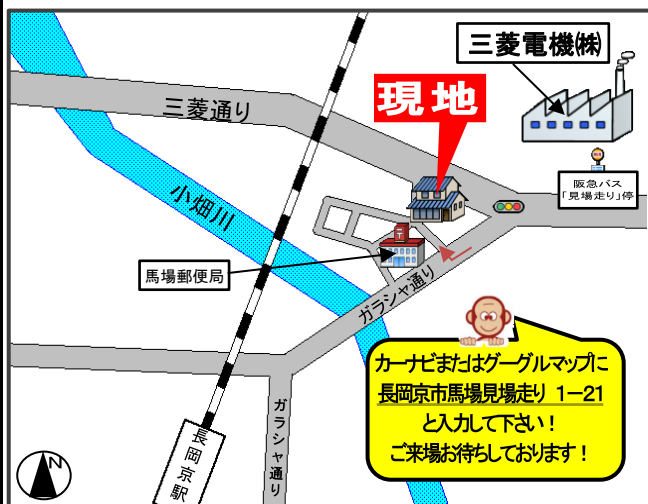 三菱電機㈱
現地
三菱通り
阪急バス
「見場走り」停
小畑川
馬場郵便局
ガラシャ通り
カーナビまたはグーグルマップに
長岡京市馬場見場走り 1-21
と入力して下さい!
ご来場お待ちしております!
ガラシャ通り
長岡京駅
N